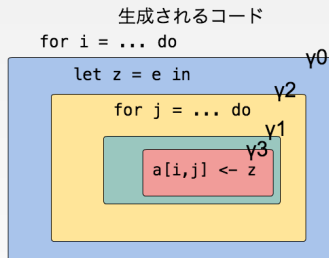 生成されるコード
for i = ... do
γ0
let z = e in
γ2
for j = ... do
γ1
γ3
a[i,j] <- z